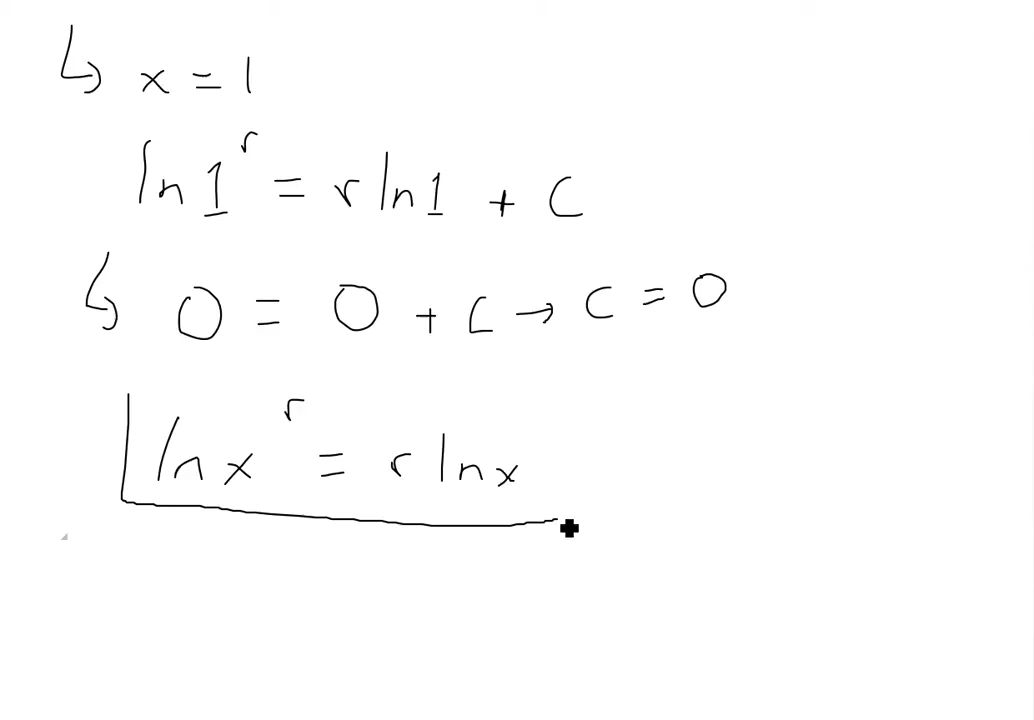 ↳ x = 1
ln 1^r = r ln 1 + C
↳ 0 = 0 + C → C = 0
ln x^r = r ln x